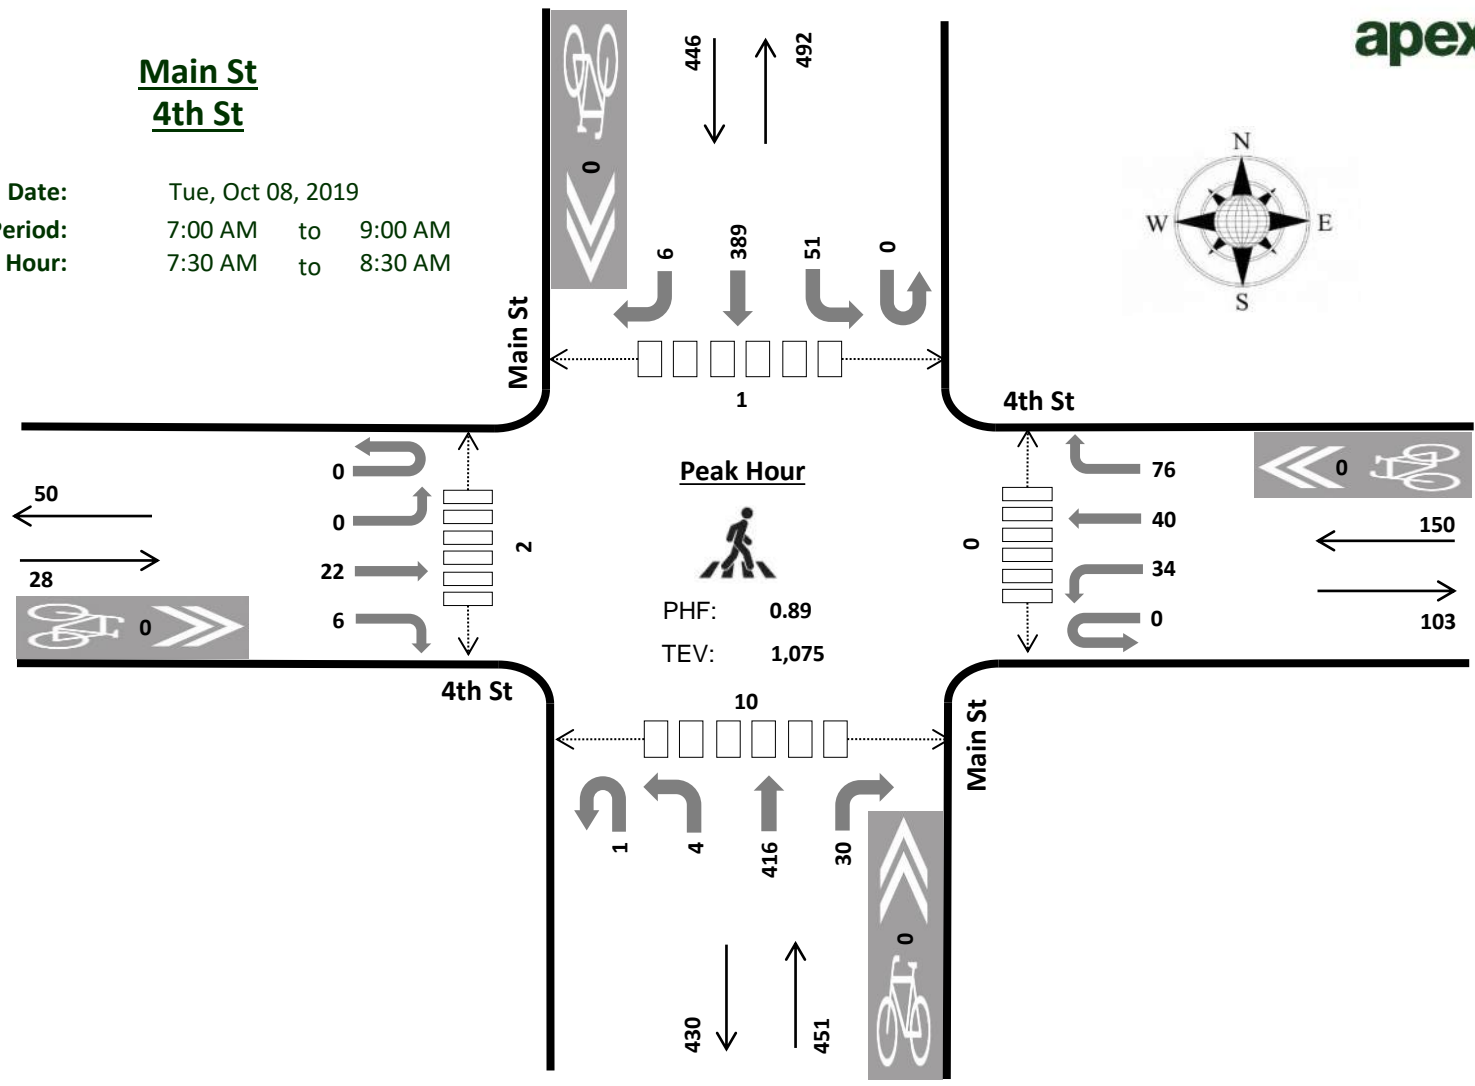 apex
Main St
4th St
Date: Tue, Oct 08, 2019
Period: 7:00 AM to 9:00 AM
Hour: 7:30 AM to 8:30 AM
446
492
0
6
389
51
0
N
W
E
S
Main St
1
4th St
0
0
22
6
50
28
0
2
Peak Hour
PHF: 0.89
TEV: 1,075
0
76
40
34
0
0
150
103
4th St
10
Main St
1
4
416
30
0
430
451